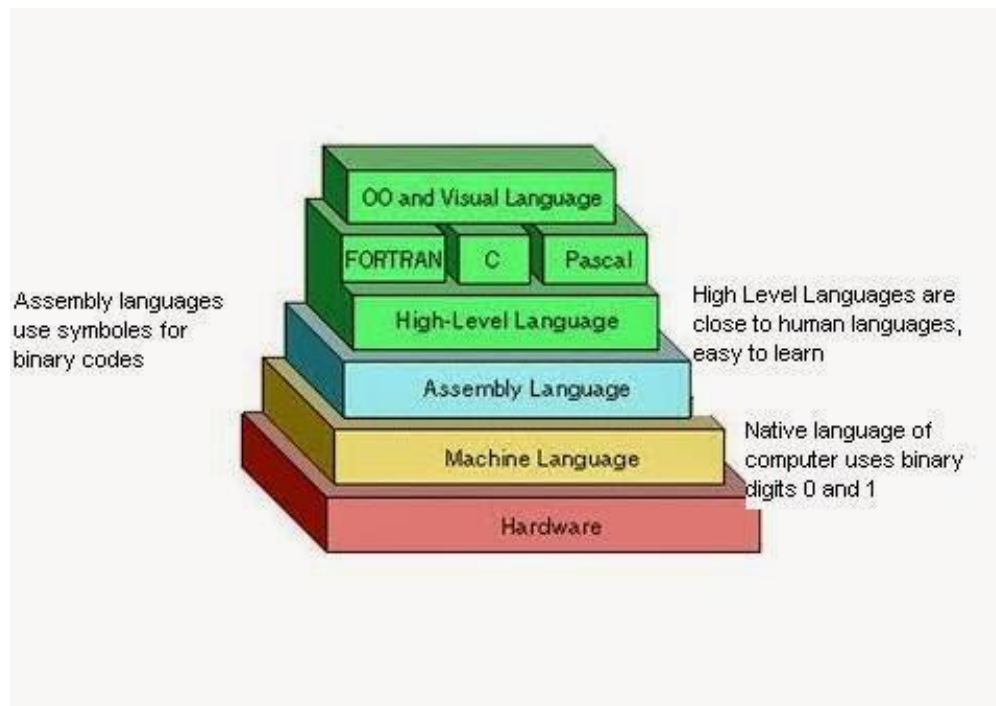 OO and Visual Language
FORTRAN
C
Pascal
High-Level Language
Assembly Language
Machine Language
Hardware
Assembly languages
use symboles for
binary codes
High Level Languages are
close to human languages,
easy to learn
Native language of
computer uses binary
digits 0 and 1